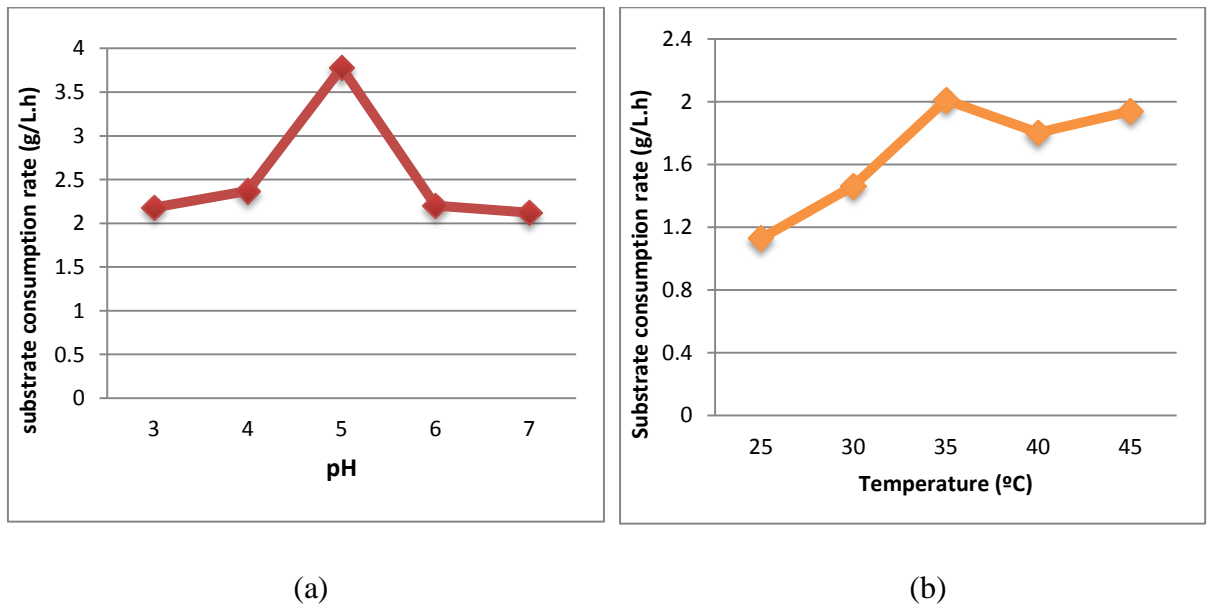 substrate consumption rate (g/L.h)
4
3.5
3
2.5
2
1.5
1
0.5
0
3 4 5 6 7
pH
(a)
Substrate consumption rate (g/L.h)
2.4
2
1.6
1.2
0.8
0.4
0
25 30 35 40 45
Temperature (ºC)
(b)